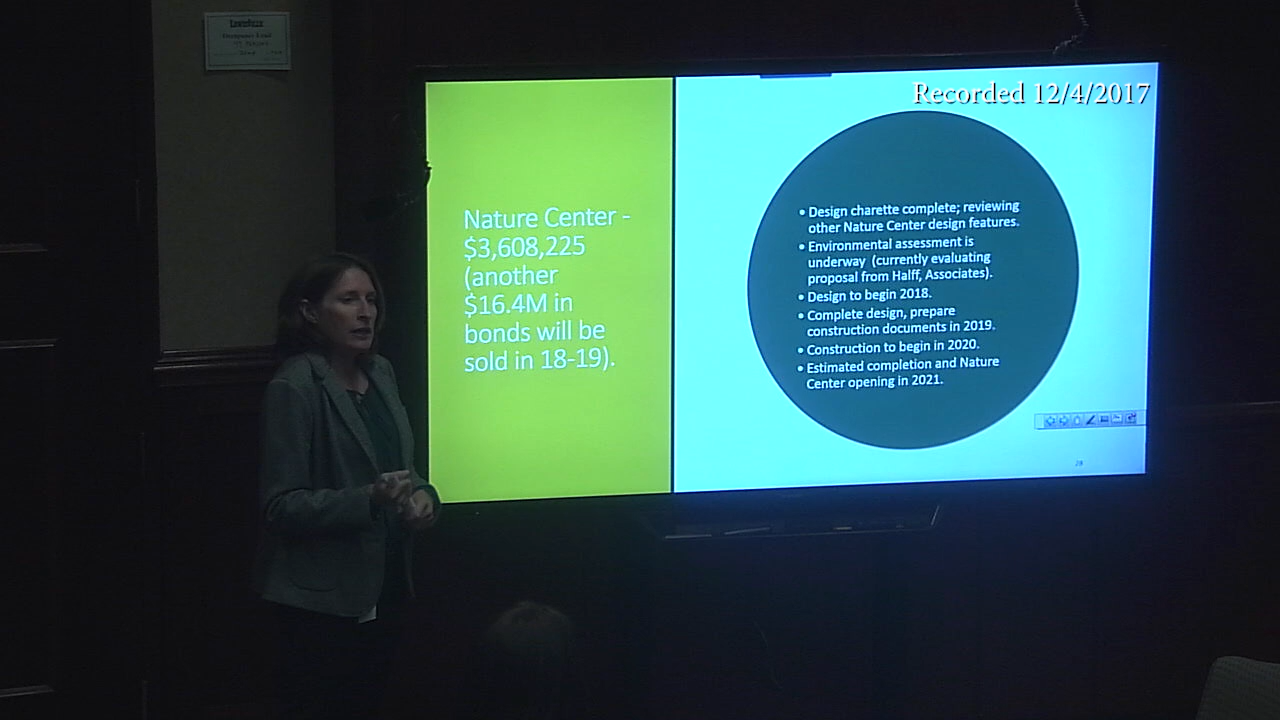 Recorded 12/4/2017
Nature Center -
$3,608,225
(another
$16.4M in
bonds will be
sold in 18-19).
• Design charette complete; reviewing
other Nature Center design features.
• Environmental assessment is
underway (currently evaluating
proposal from Halff, Associates).
• Design to begin 2018.
• Complete design, prepare
construction documents in 2019.
• Construction to begin in 2020.
• Estimated completion and Nature
Center opening in 2021.
28